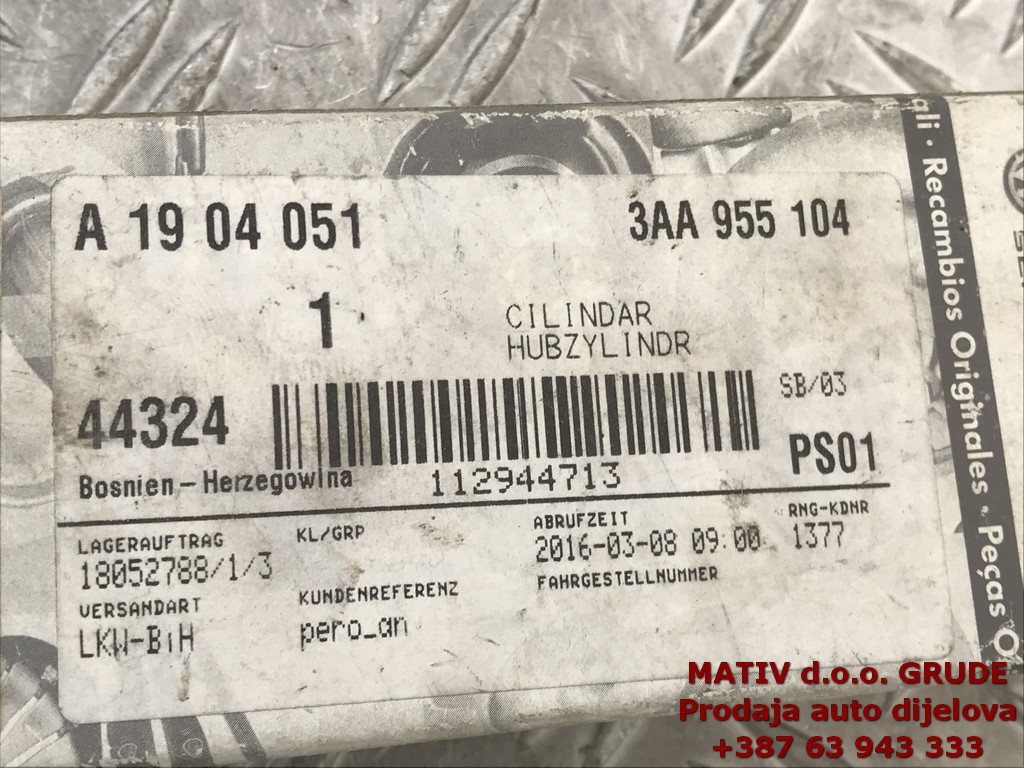 A 19 04 051
3AA 955 104
1
CILINDAR
HUBZYLINDR
SB/03
44324
PS01
Bosnien-Herzegowina
112944713
LAGERAUFTRAG
18052788/1/3
KL/GRP
ABRUFZEIT
2016-03-08 09:00
RNG-KDNR
1377
VERSANDART
LKW-BiH
KUNDENREFERENZ
pero_an
FAHRGESTELLNUMMER
· Recambios Originales · Peças
MATIV d.o.o. GRUDE
Prodaja auto dijelova
+387 63 943 333